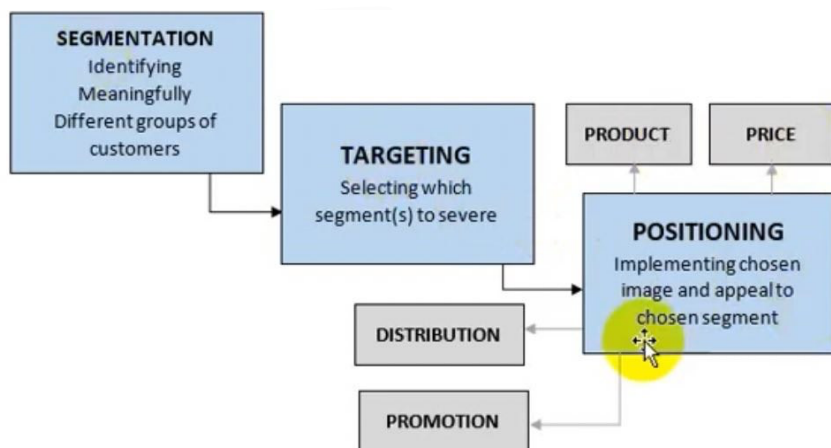 SEGMENTATION
Identifying
Meaningfully
Different groups of
customers
TARGETING
Selecting which
segment(s) to severe
PRODUCT
PRICE
POSITIONING
Implementing chosen
image and appeal to
chosen segment
DISTRIBUTION
PROMOTION